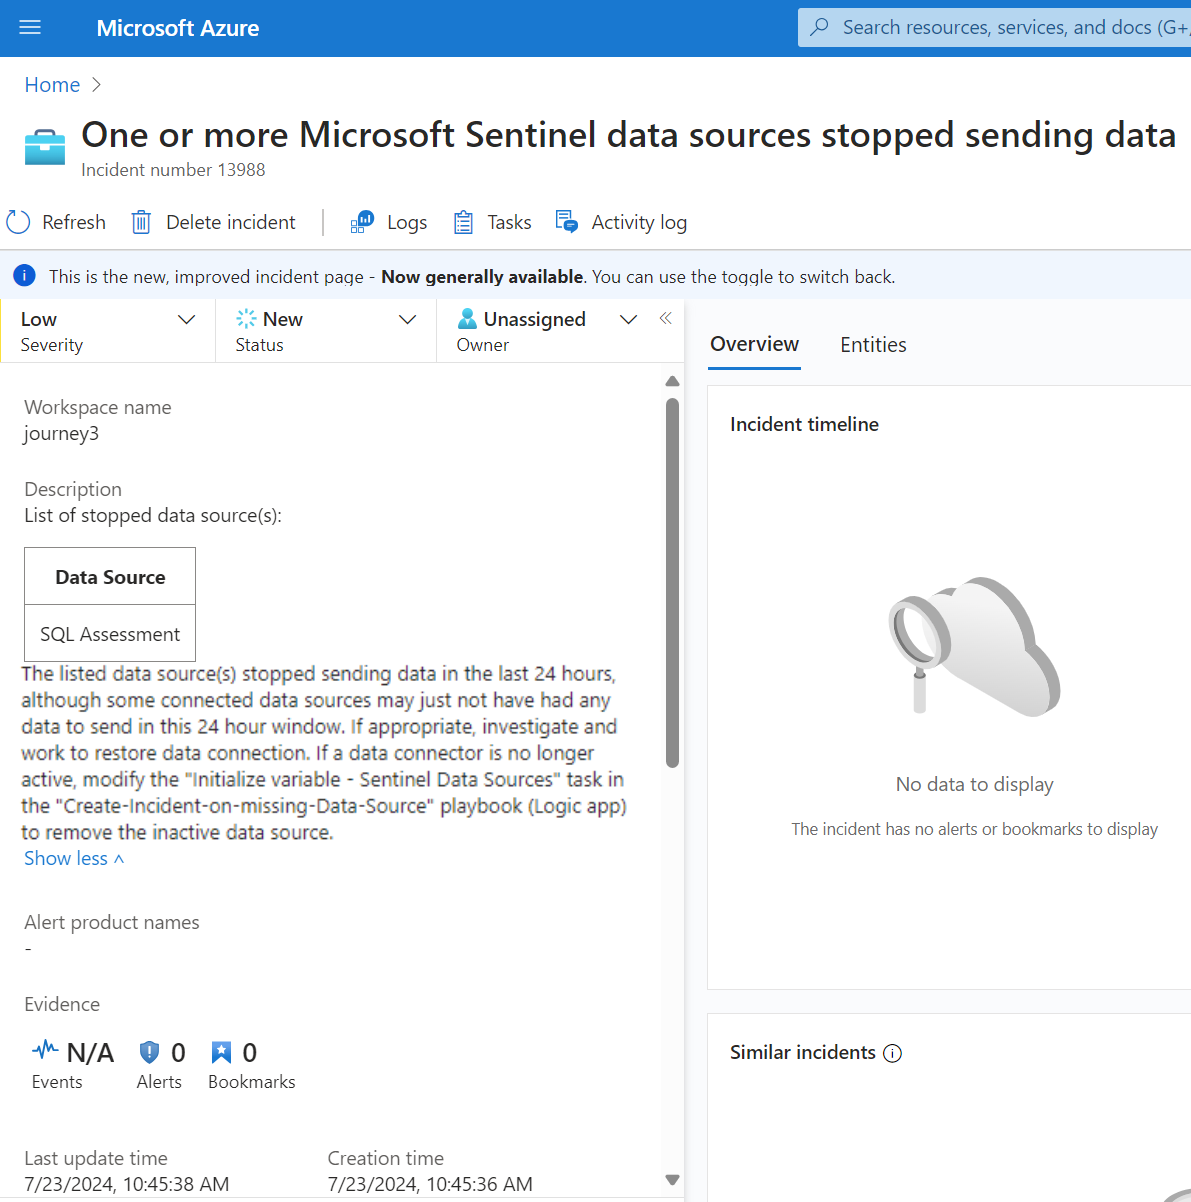 Microsoft Azure
Search resources, services, and docs (G+/
Home
One or more Microsoft Sentinel data sources stopped sending data
Incident number 13988
Refresh
Delete incident
Logs
Tasks
Activity log
This is the new, improved incident page - Now generally available. You can use the toggle to switch back.
Low
Severity
New
Status
Unassigned
Owner
Workspace name
journey3
Description
List of stopped data source(s):
Data Source
SQL Assessment
The listed data source(s) stopped sending data in the last 24 hours,
although some connected data sources may just not have had any
data to send in this 24 hour window. If appropriate, investigate and
work to restore data connection. If a data connector is no longer
active, modify the "Initialize variable - Sentinel Data Sources" task in
the "Create-Incident-on-missing-Data-Source" playbook (Logic app)
to remove the inactive data source.
Show less
Alert product names
-
Evidence
N/A
Events
0
Alerts
0
Bookmarks
Last update time
7/23/2024, 10:45:38 AM
Creation time
7/23/2024, 10:45:36 AM
Overview
Entities
Incident timeline
No data to display
The incident has no alerts or bookmarks to display
Similar incidents